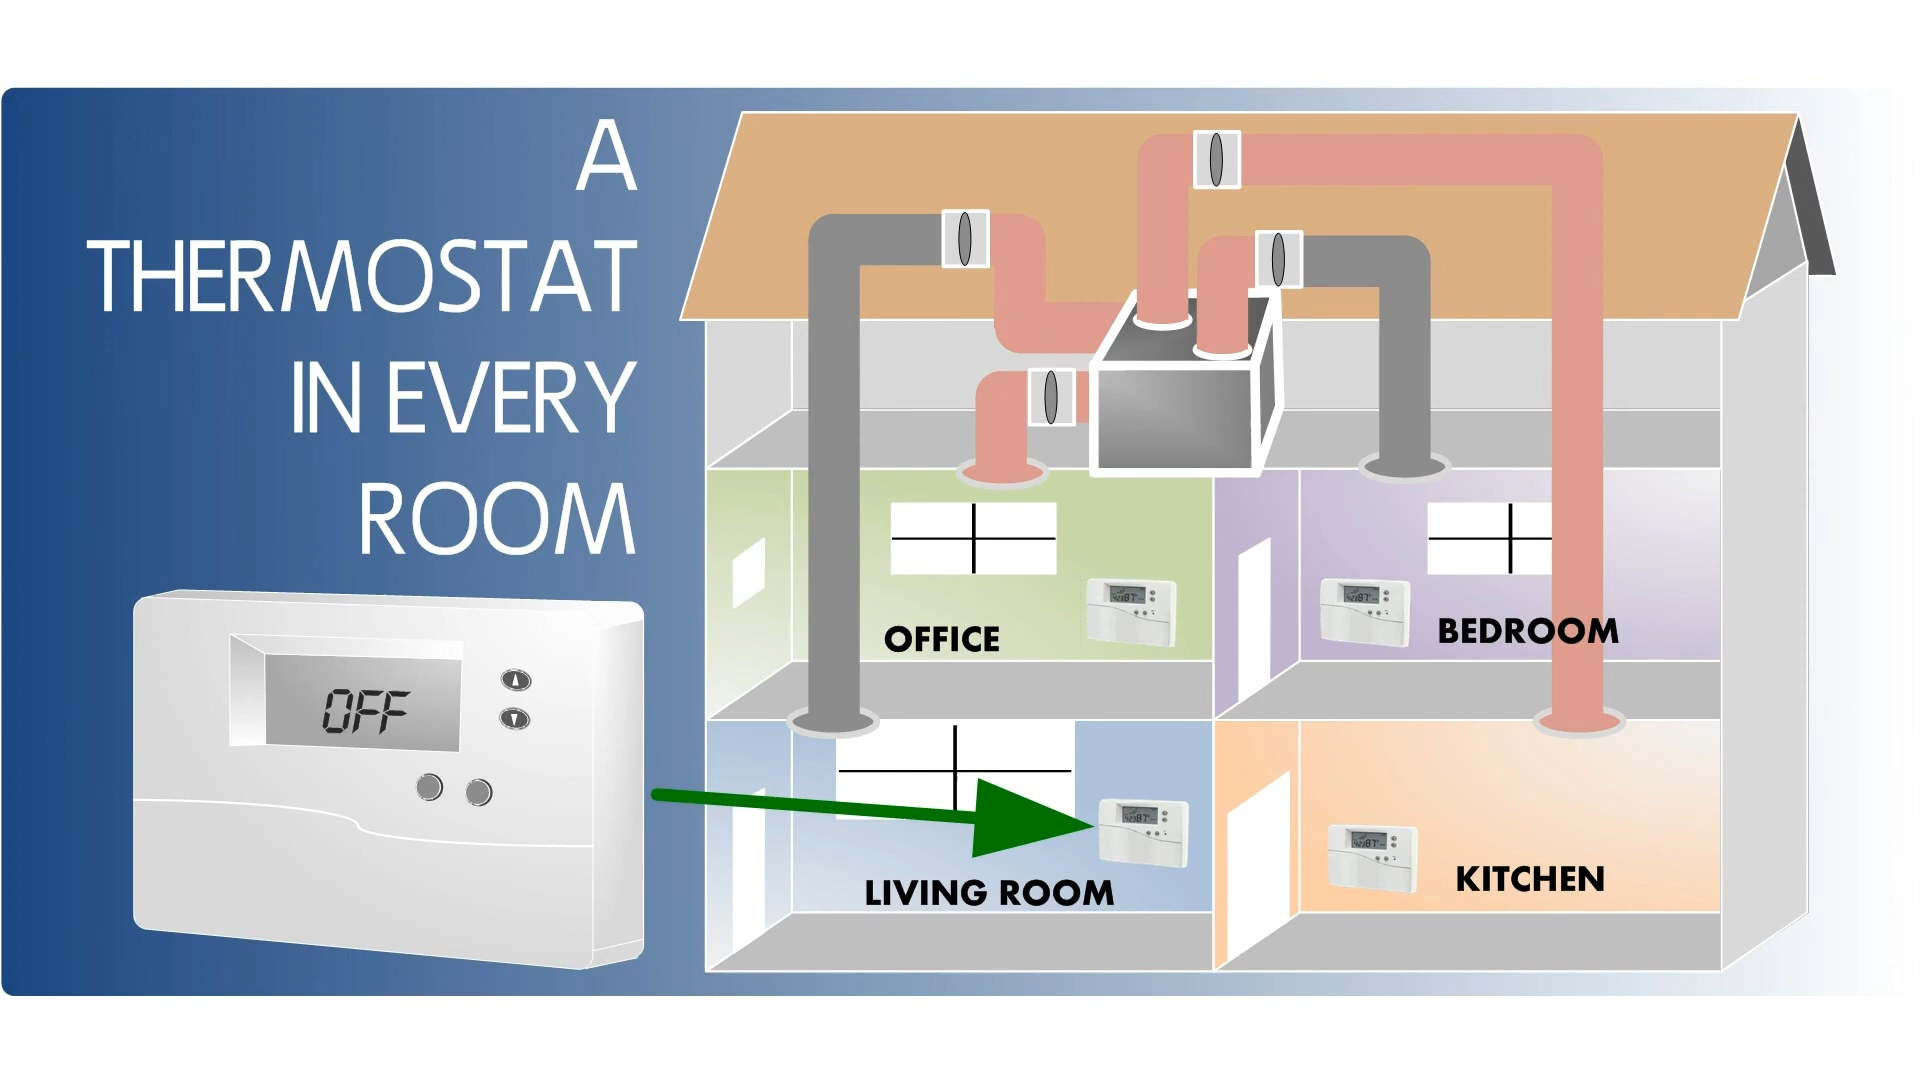 A
THERMOSTAT
IN EVERY
ROOM
OFF
OFFICE
BEDROOM
LIVING ROOM
KITCHEN